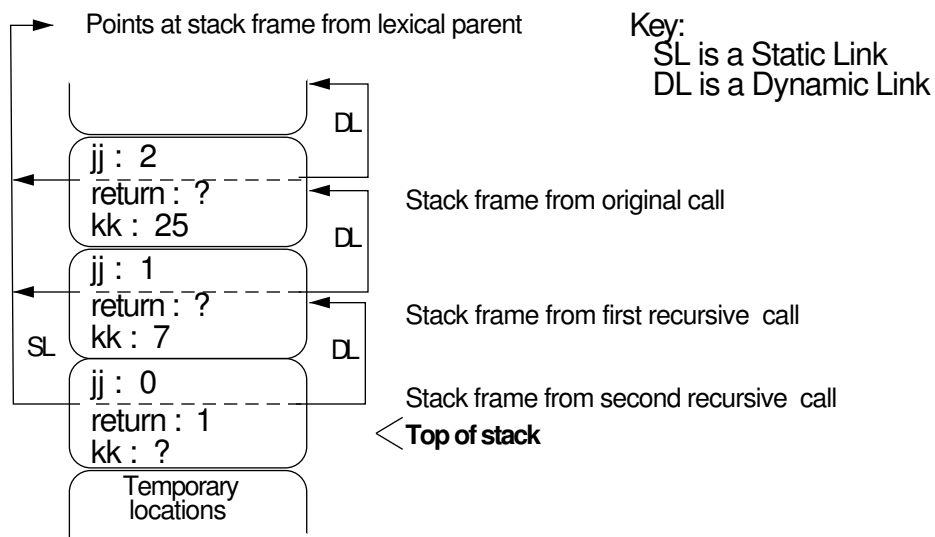 Points at stack frame from lexical parent
Key:
SL is a Static Link
DL is a Dynamic Link
DL
jj : 2
return : ?
kk : 25
Stack frame from original call
DL
jj : 1
return : ?
kk : 7
Stack frame from first recursive call
SL
DL
jj : 0
return : 1
kk : ?
Stack frame from second recursive call
Top of stack
Temporary
locations